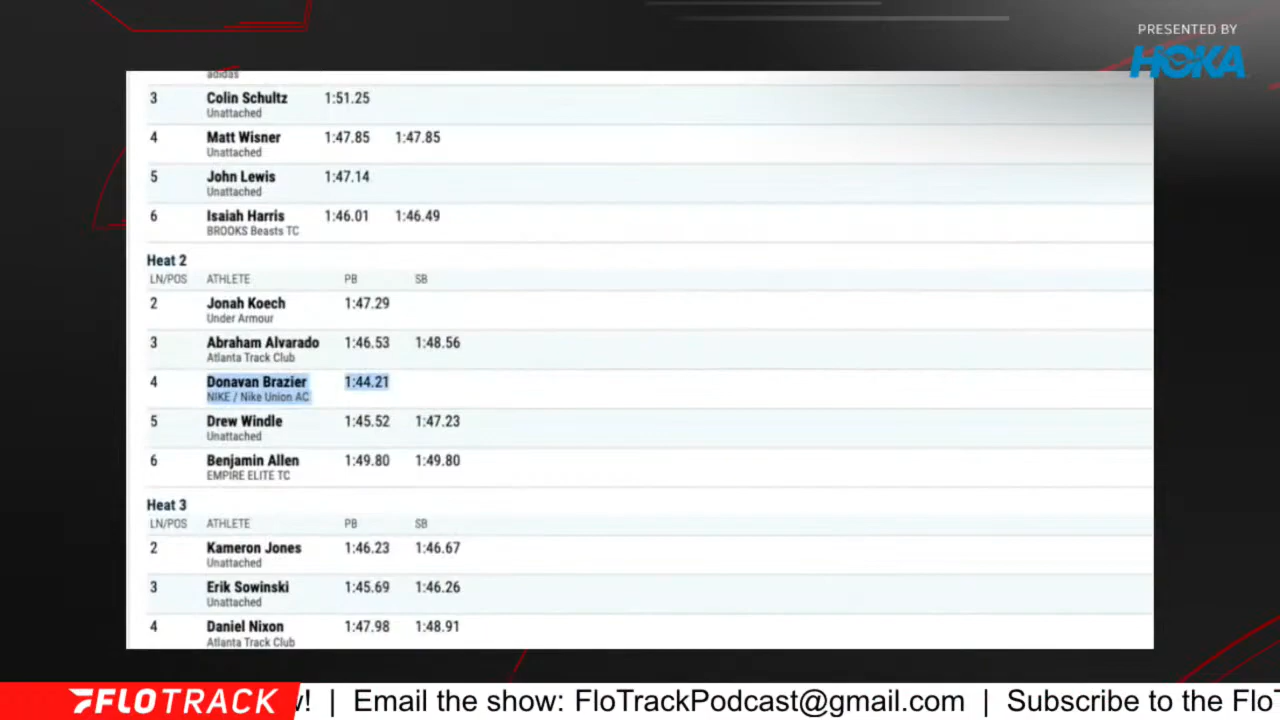 PRESENTED BY
HOKA
adidas
3 Colin Schultz 1:51.25
Unattached
4 Matt Wisner 1:47.85 1:47.85
Unattached
5 John Lewis 1:47.14
Unattached
6 Isaiah Harris 1:46.01 1:46.49
BROOKS Beasts TC
Heat 2
LN/POS ATHLETE PB SB
2 Jonah Koech 1:47.29
Under Armour
3 Abraham Alvarado 1:46.53 1:48.56
Atlanta Track Club
4 Donavan Brazier 1:44.21
NIKE / Nike Union AC
5 Drew Windle 1:45.52 1:47.23
Unattached
6 Benjamin Allen 1:49.80 1:49.80
EMPIRE ELITE TC
Heat 3
LN/POS ATHLETE PB SB
2 Kameron Jones 1:46.23 1:46.67
Unattached
3 Erik Sowinski 1:45.69 1:46.26
Unattached
4 Daniel Nixon 1:47.98 1:48.91
Atlanta Track Club
FLOTRACK ! | Email the show: FloTrackPodcast@gmail.com | Subscribe to the Flo